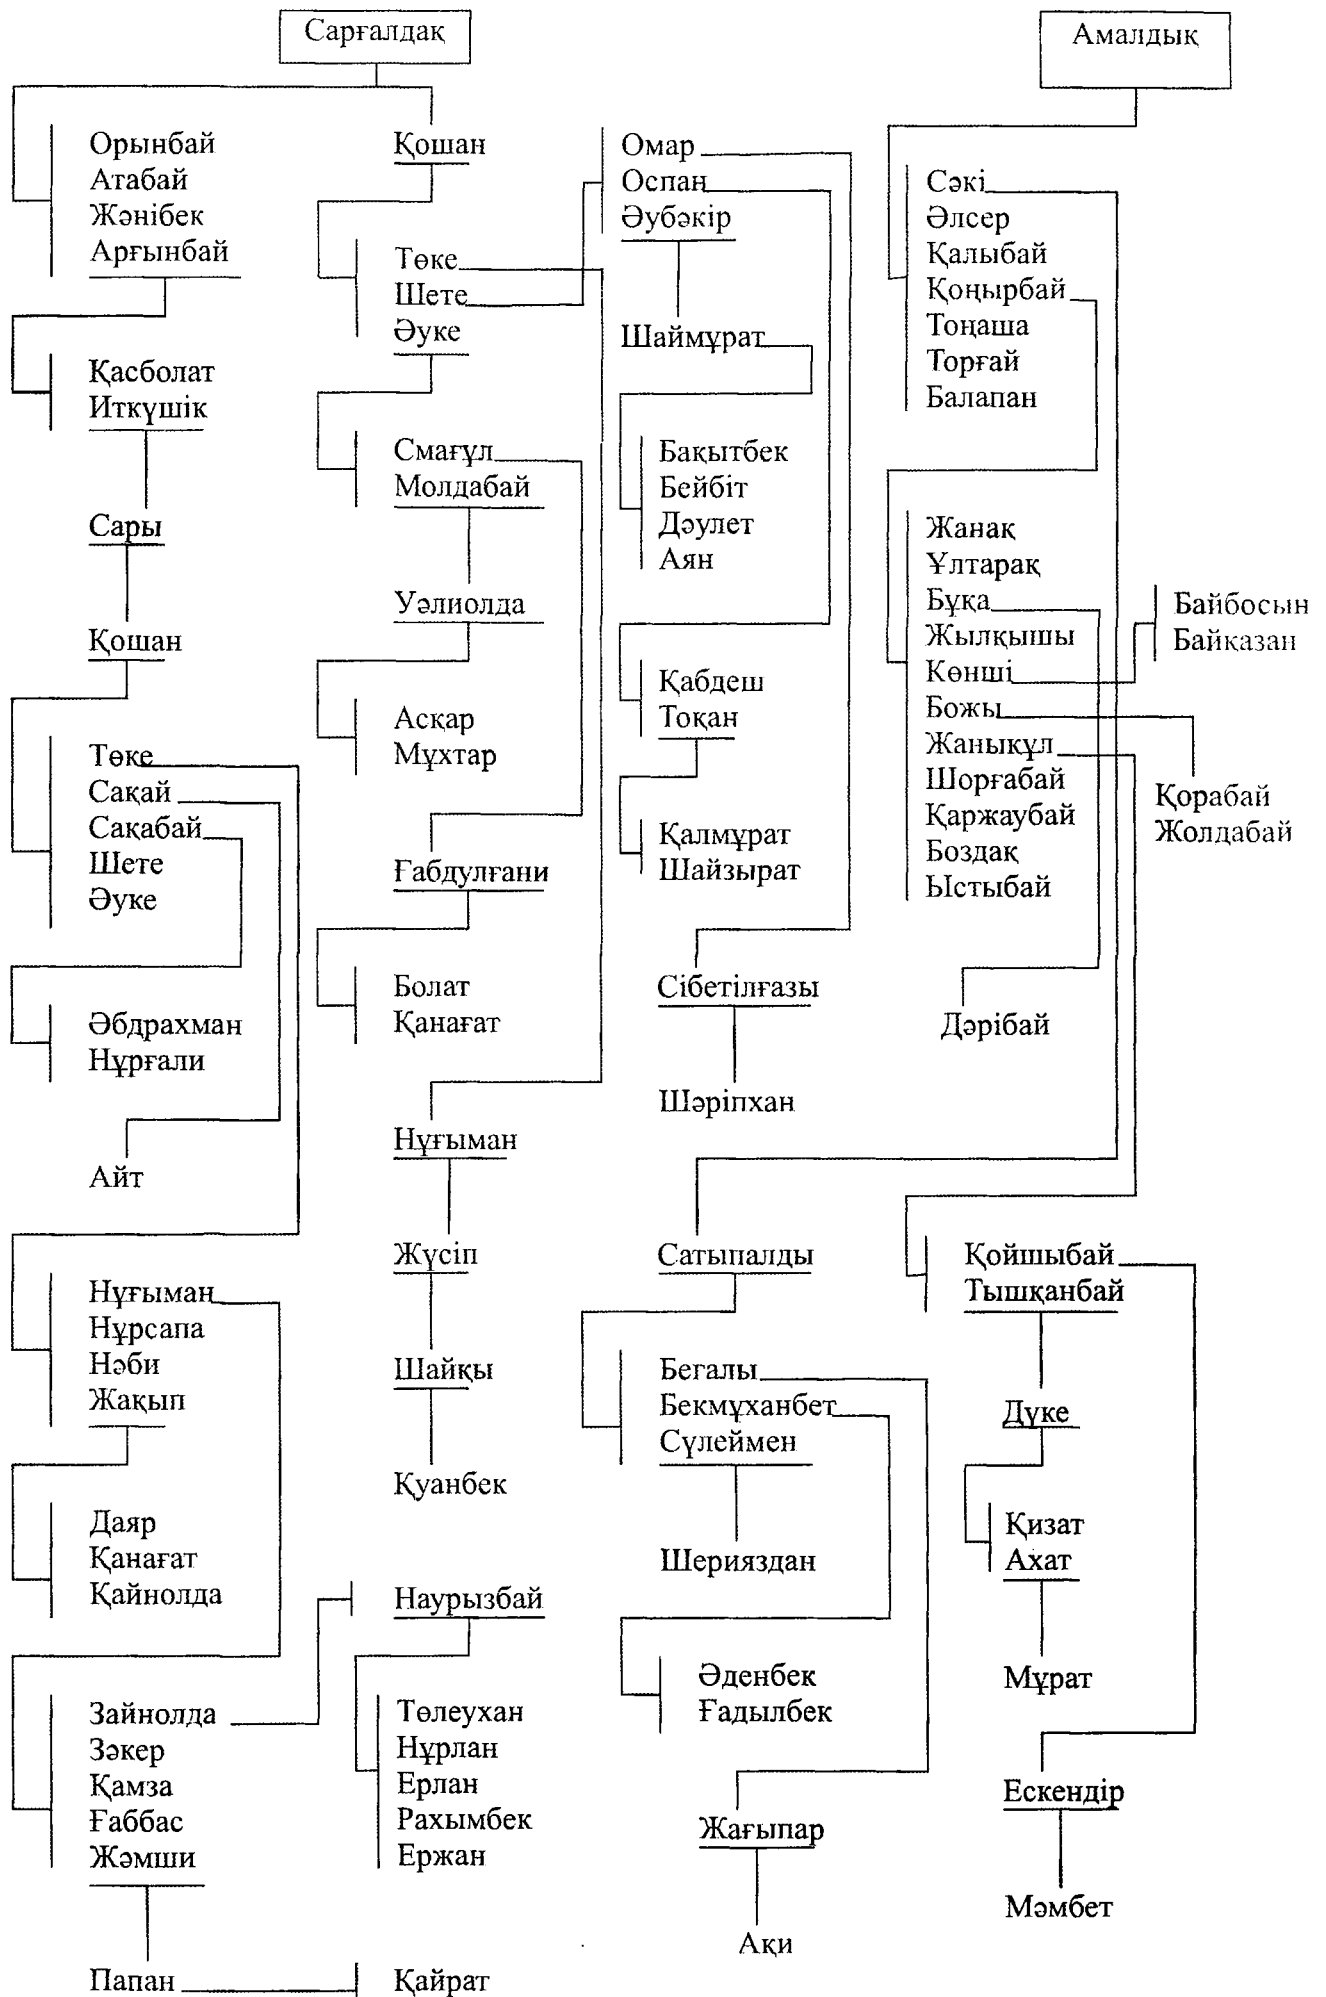 Сарғалдақ
Орынбай
Атабай
Жәнібек
Арғынбай
Қасболат
Иткүшік
Сары
Қошан
Төке
Сақай
Сақабай
Шете
Әуке
Әбдрахман
Нұрғали
Айт
Нұғыман
Нұрсапа
Нәби
Жақып
Даяр
Қанағат
Қайнолда
Зайнолда
Зәкер
Қамза
Ғаббас
Жәмши
Папан
Қайрат
Қошан
Төке
Шете
Әуке
Смағұл
Молдабай
Уәлиолда
Асқар
Мұхтар
Ғабдулғани
Болат
Қанағат
Нұғыман
Жүсіп
Шайқы
Қуанбек
Наурызбай
Төлеухан
Нұрлан
Ерлан
Рахымбек
Ержан
Омар
Оспан
Әубәкір
Шаймұрат
Бақытбек
Бейбіт
Дәулет
Аян
Қабдеш
Тоқан
Қалмұрат
Шайзырат
Сібетілғазы
Шәріпхан
Амалдық
Сәкі
Әлсер
Қалыбай
Қоңырбай
Тоңаша
Торғай
Балапан
Жанақ
Ұлтарақ
Бұқа
Жылқышы
Көнші
Божы
Жанықұл
Шорғабай
Қаржаубай
Боздақ
Ыстыбай
Байбосын
Байқазан
Қорабай
Жолдабай
Дәрібай
Сатыпалды
Бегалы
Бекмұханбет
Сүлеймен
Шерияздан
Әденбек
Ғадылбек
Жағыпар
Ақи
Қойшыбай
Тышқанбай
Дүке
Қизат
Ахат
Мұрат
Ескендір
Мәмбет